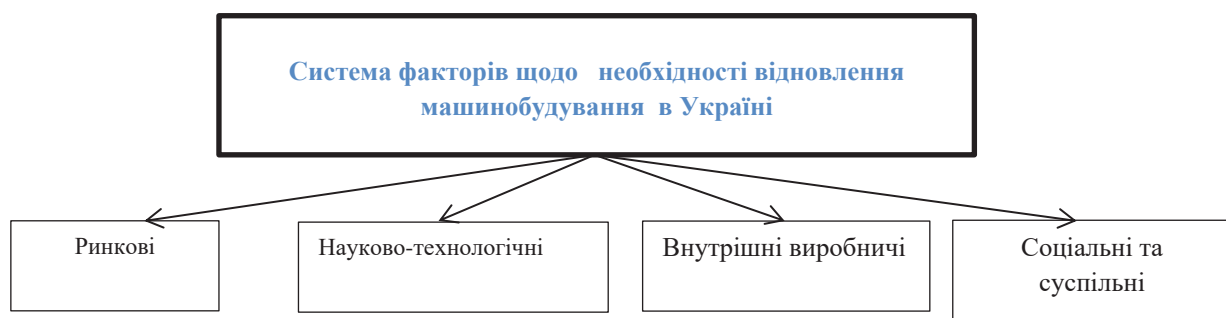 Система факторів щодо необхідності відновлення
машинобудування в Україні
Ринкові
Науково-технологічні
Внутрішні виробничі
Соціальні та
суспільні